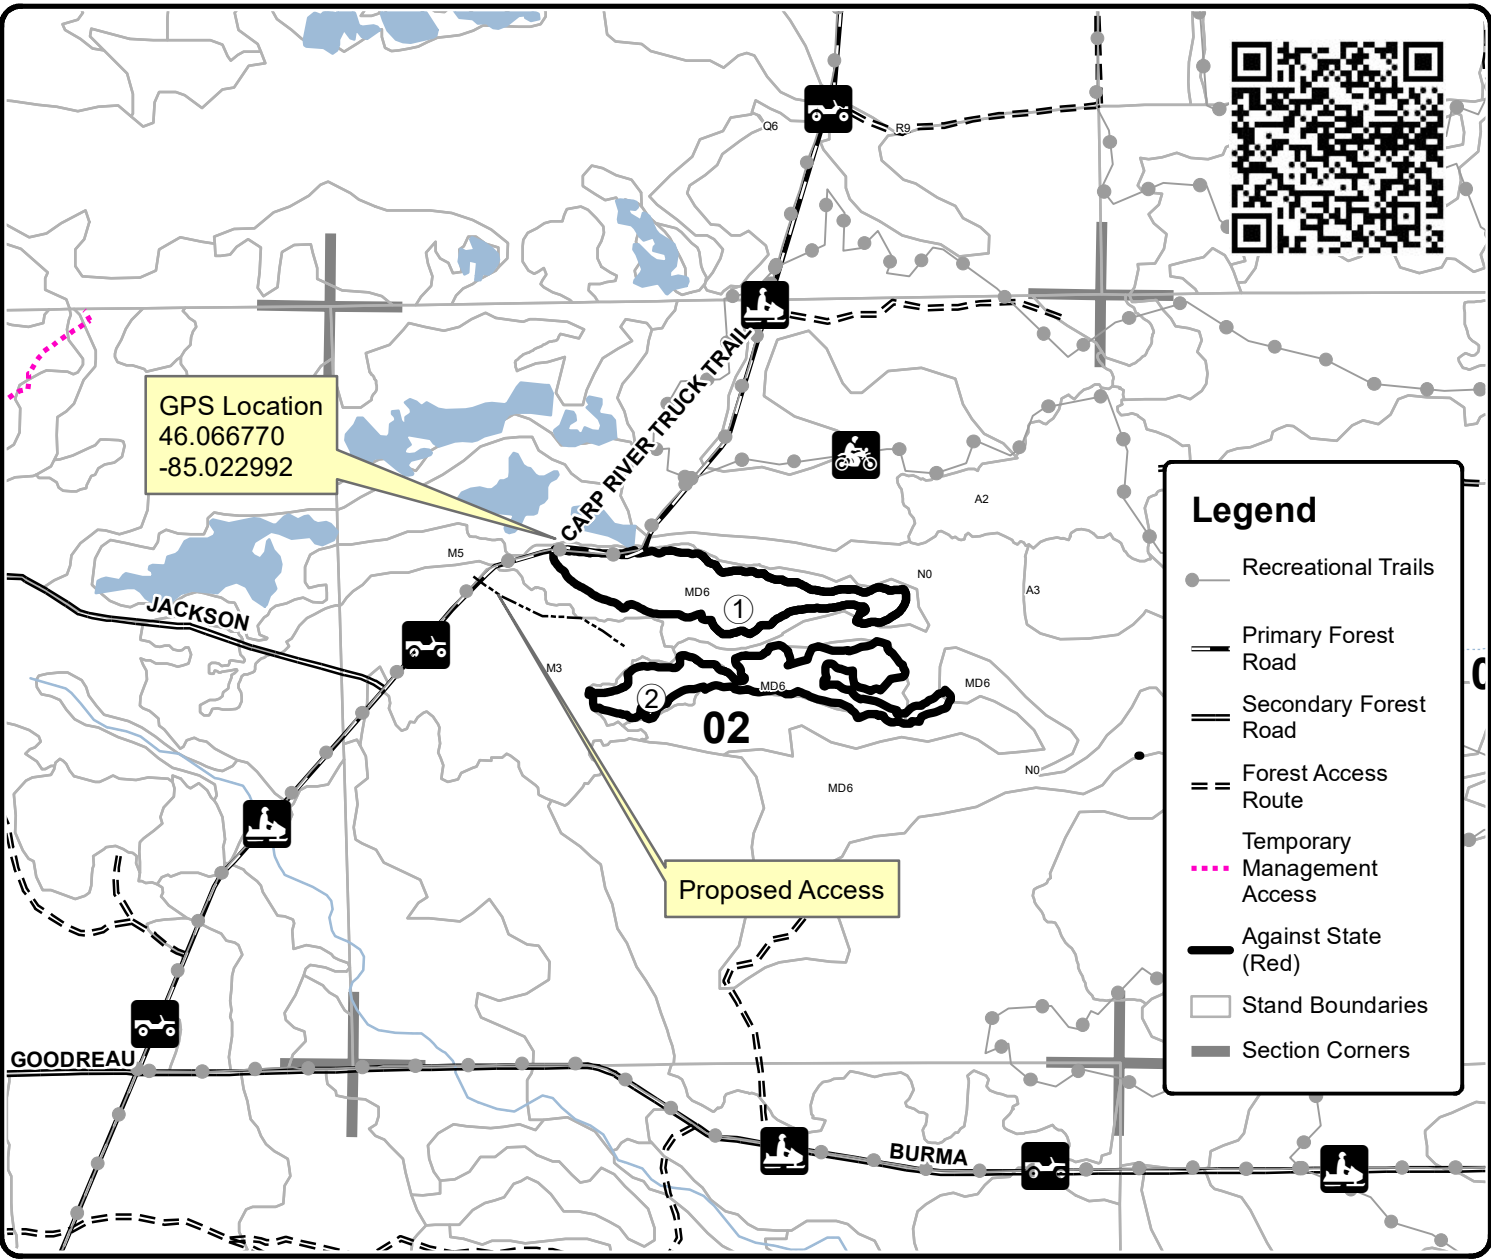 Q6
R9
CARP RIVER TRUCK TRAIL
GPS Location
46.066770
-85.022992
A2
M5
N0
MD6
1
A3
JACKSON
M3
2
MD6
MD6
02
N0
MD6
Proposed Access
GOODREAU
BURMA
Legend
Recreational Trails
Primary Forest
Road
Secondary Forest
Road
Forest Access
Route
Temporary
Management
Access
Against State
(Red)
Stand Boundaries
Section Corners